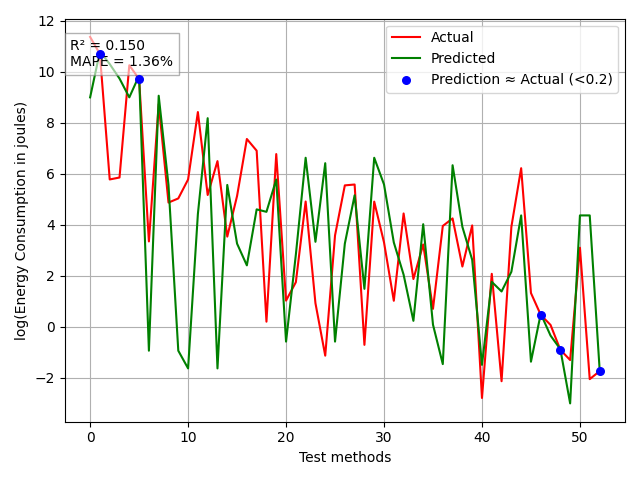 R² = 0.150
MAPE = 1.36%
Actual
Predicted
Prediction ≈ Actual (<0.2)
log(Energy Consumption in joules)
12
10
8
6
4
2
0
−2
0
10
20
30
40
50
Test methods